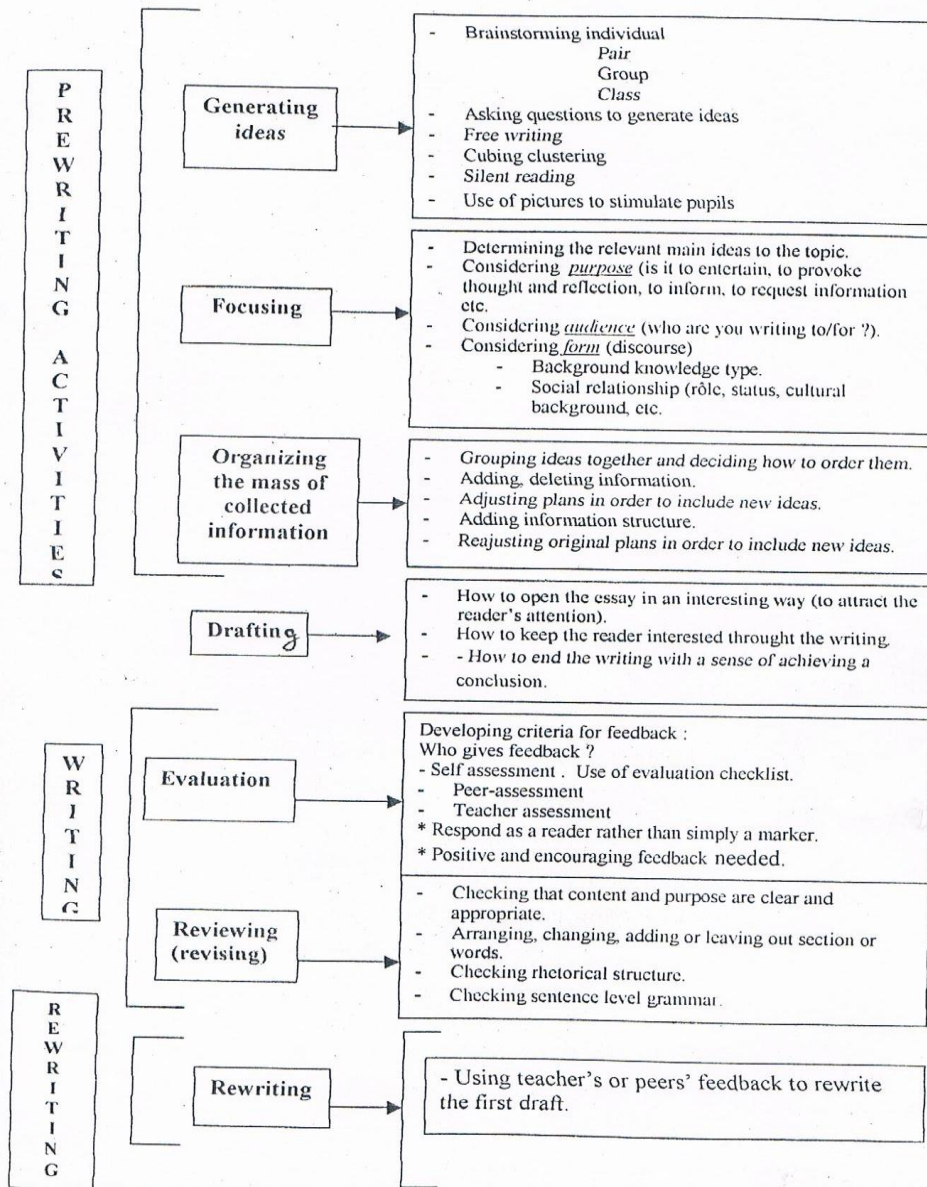 PREWRITING ACTIVITIES
Generating
ideas
- Brainstorming individual
Pair
Group
Class
- Asking questions to generate ideas
- Free writing
- Cubing clustering
- Silent reading
- Use of pictures to stimulate pupils
Focusing
- Determining the relevant main ideas to the topic.
- Considering purpose (is it to entertain, to provoke
thought and reflection, to inform, to request information
etc.
- Considering audience (who are you writing to/for ?).
- Considering form (discourse)
- Background knowledge type.
- Social relationship (rôle, status, cultural
background, etc.
Organizing
the mass of
collected
information
- Grouping ideas together and deciding how to order them.
- Adding, deleting information.
- Adjusting plans in order to include new ideas.
- Adding information structure.
- Reajusting original plans in order to include new ideas.
Drafting
- How to open the essay in an interesting way (to attract the
reader's attention).
- How to keep the reader interested throught the writing.
- - How to end the writing with a sense of achieving a
conclusion.
WRITING
Evaluation
Developing criteria for feedback :
Who gives feedback ?
- Self assessment . Use of evaluation checklist.
- Peer-assessment
- Teacher assessment
* Respond as a reader rather than simply a marker.
* Positive and encouraging feedback needed.
Reviewing
(revising)
- Checking that content and purpose are clear and
appropriate.
- Arranging, changing, adding or leaving out section or
words.
- Checking rhetorical structure.
- Checking sentence level grammar.
REWRITING
Rewriting
- Using teacher's or peers' feedback to rewrite
the first draft.